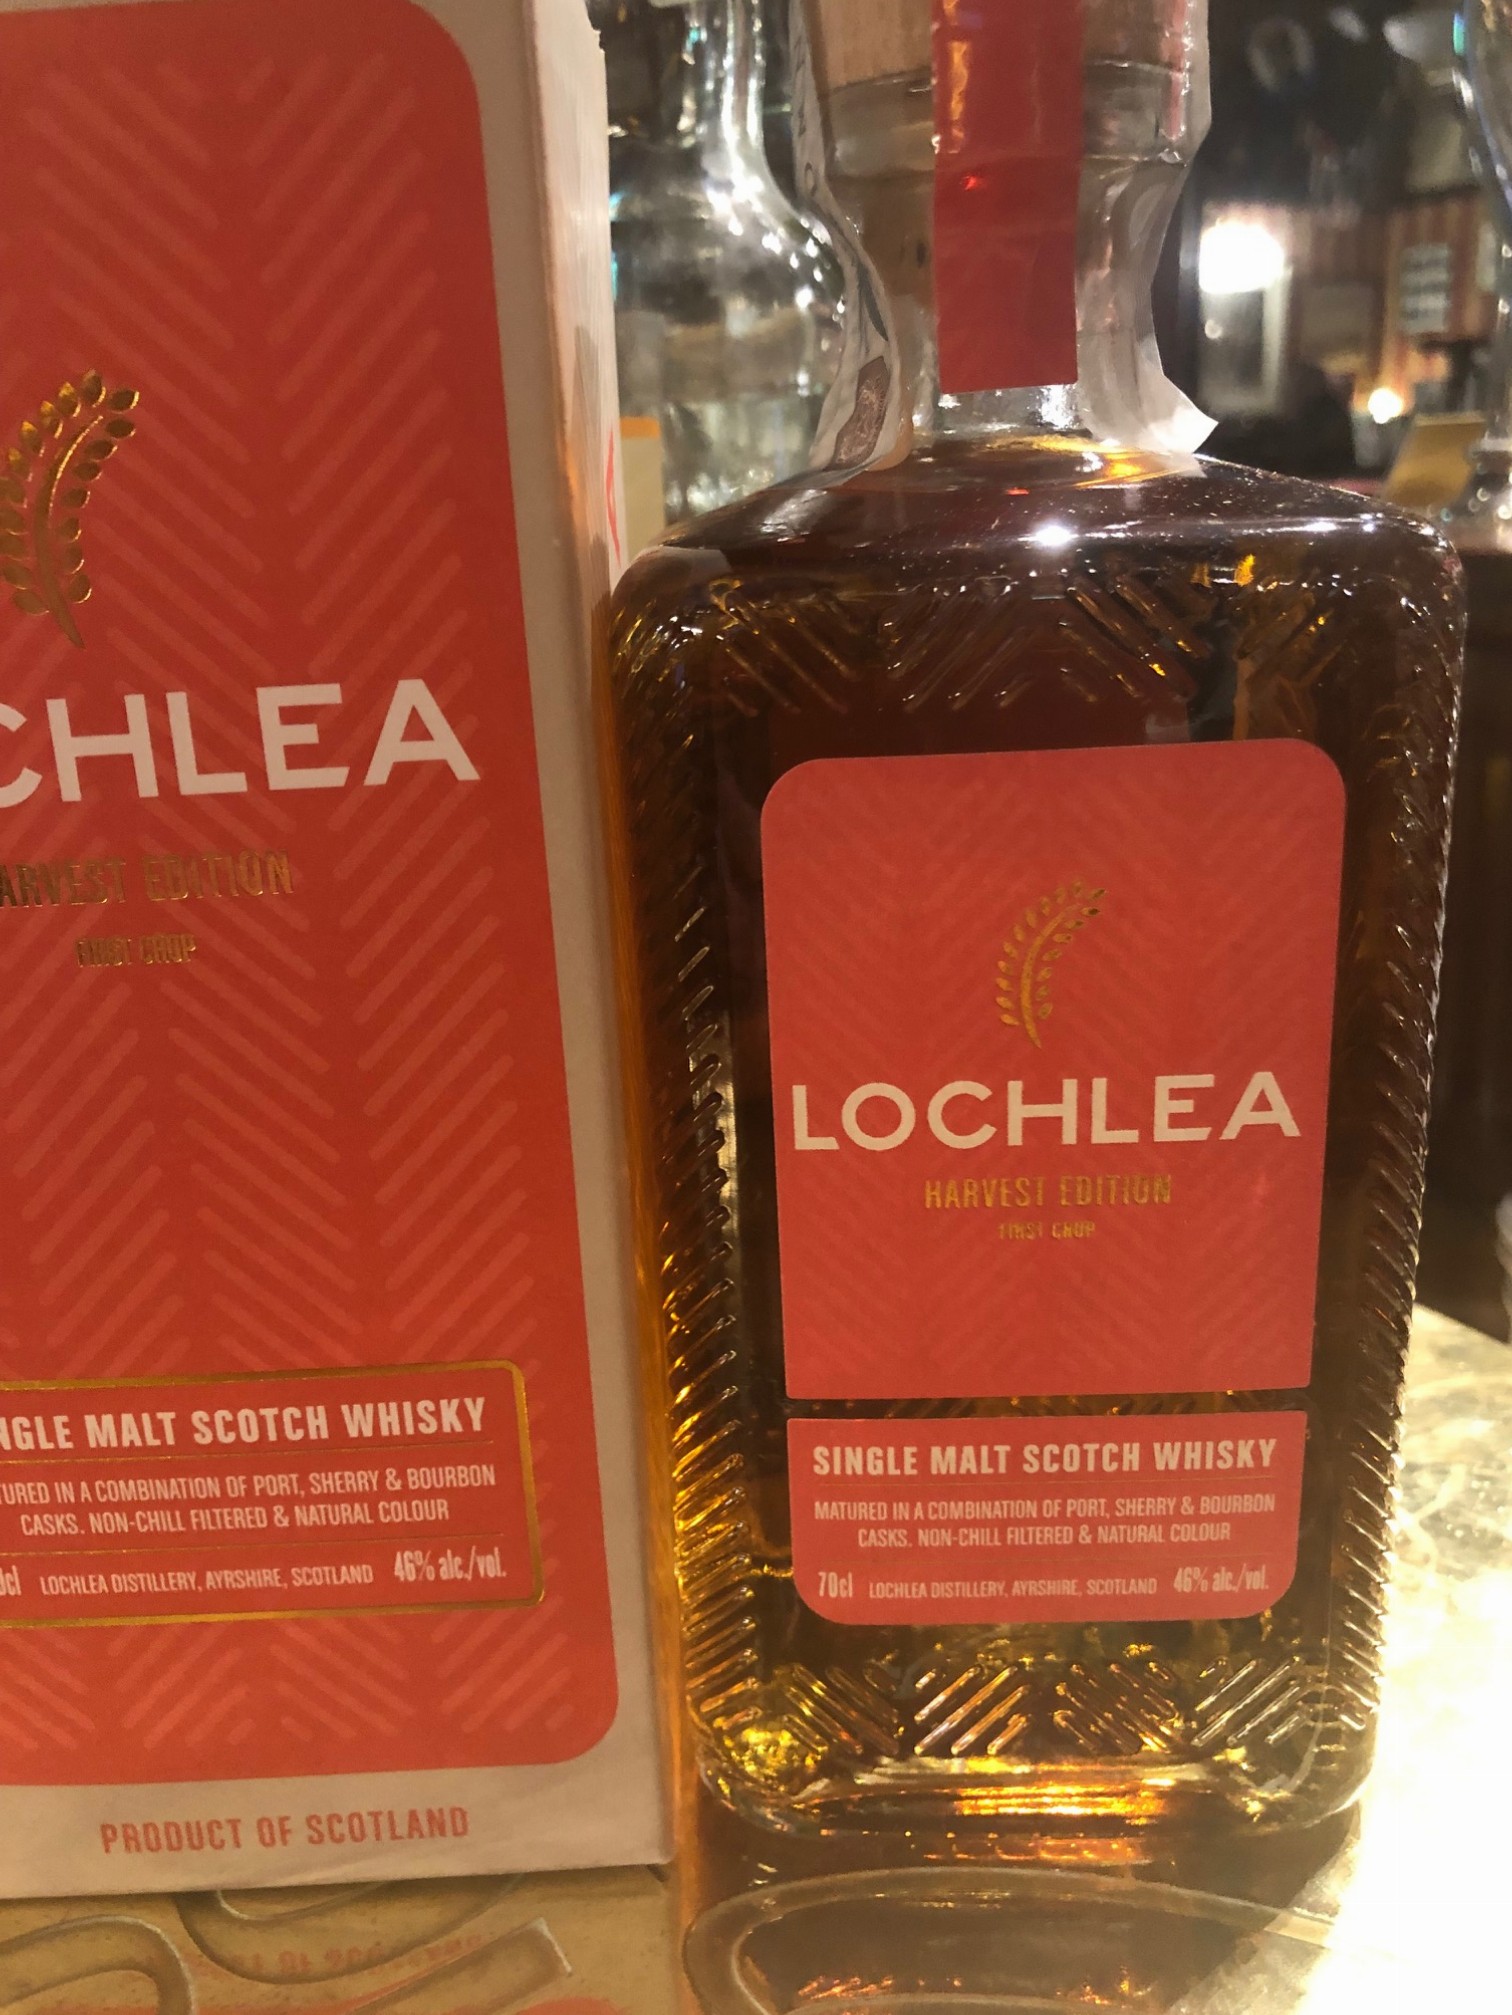 CHLEA
ARVEST EDITION
FIRST CROP
NGLE MALT SCOTCH WHISKY
TURED IN A COMBINATION OF PORT, SHERRY & BOURBON
CASKS. NON-CHILL FILTERED & NATURAL COLOUR
0cl LOCHLEA DISTILLERY, AYRSHIRE, SCOTLAND 46% alc./vol.
PRODUCT OF SCOTLAND
LOCHLEA
HARVEST EDITION
FIRST CROP
SINGLE MALT SCOTCH WHISKY
MATURED IN A COMBINATION OF PORT, SHERRY & BOURBON
CASKS. NON-CHILL FILTERED & NATURAL COLOUR
70cl LOCHLEA DISTILLERY, AYRSHIRE, SCOTLAND 46% alc./vol.